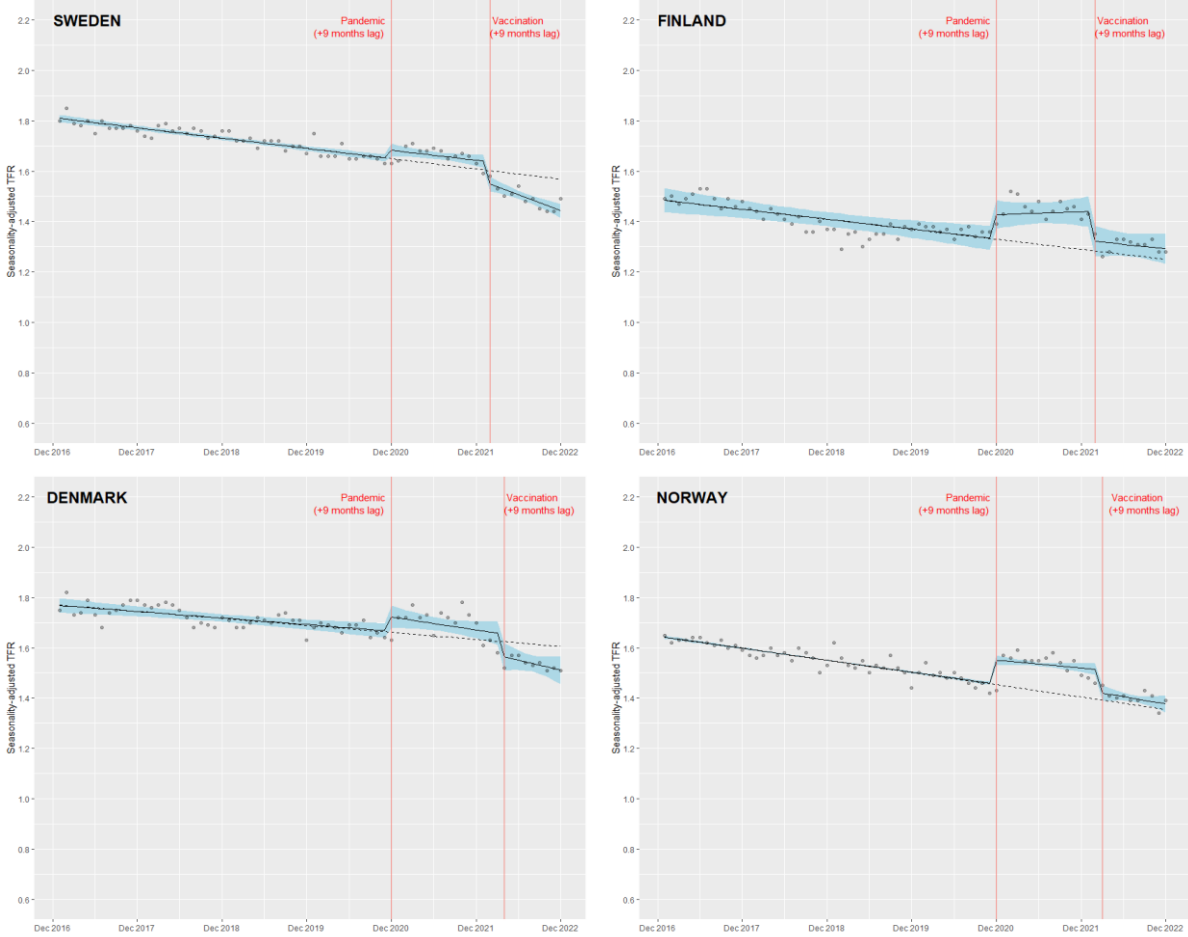 SWEDEN
Pandemic
(+9 months lag)
Vaccination
(+9 months lag)
Seasonality-adjusted TFR
2.2
2.0
1.8
1.6
1.4
1.2
1.0
0.8
0.6
Dec 2016
Dec 2017
Dec 2018
Dec 2019
Dec 2020
Dec 2021
Dec 2022
FINLAND
Pandemic
(+9 months lag)
Vaccination
(+9 months lag)
Seasonality-adjusted TFR
2.2
2.0
1.8
1.6
1.4
1.2
1.0
0.8
0.6
Dec 2016
Dec 2017
Dec 2018
Dec 2019
Dec 2020
Dec 2021
Dec 2022
DENMARK
Pandemic
(+9 months lag)
Vaccination
(+9 months lag)
Seasonality-adjusted TFR
2.2
2.0
1.8
1.6
1.4
1.2
1.0
0.8
0.6
Dec 2016
Dec 2017
Dec 2018
Dec 2019
Dec 2020
Dec 2021
Dec 2022
NORWAY
Pandemic
(+9 months lag)
Vaccination
(+9 months lag)
Seasonality-adjusted TFR
2.2
2.0
1.8
1.6
1.4
1.2
1.0
0.8
0.6
Dec 2016
Dec 2017
Dec 2018
Dec 2019
Dec 2020
Dec 2021
Dec 2022